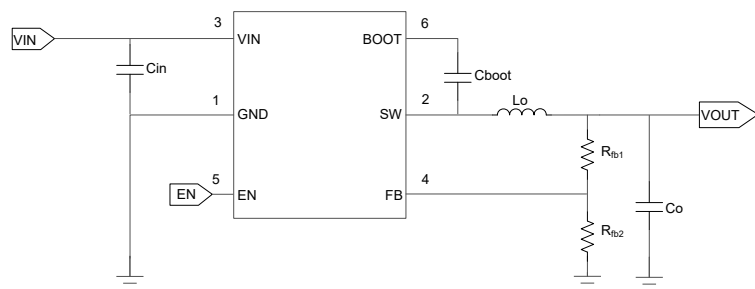 3
6
VIN
VIN
BOOT
Cin
Cboot
1
2
Lo
GND
SW
VOUT
Rfb1
5
4
EN
EN
FB
Rfb2
Co